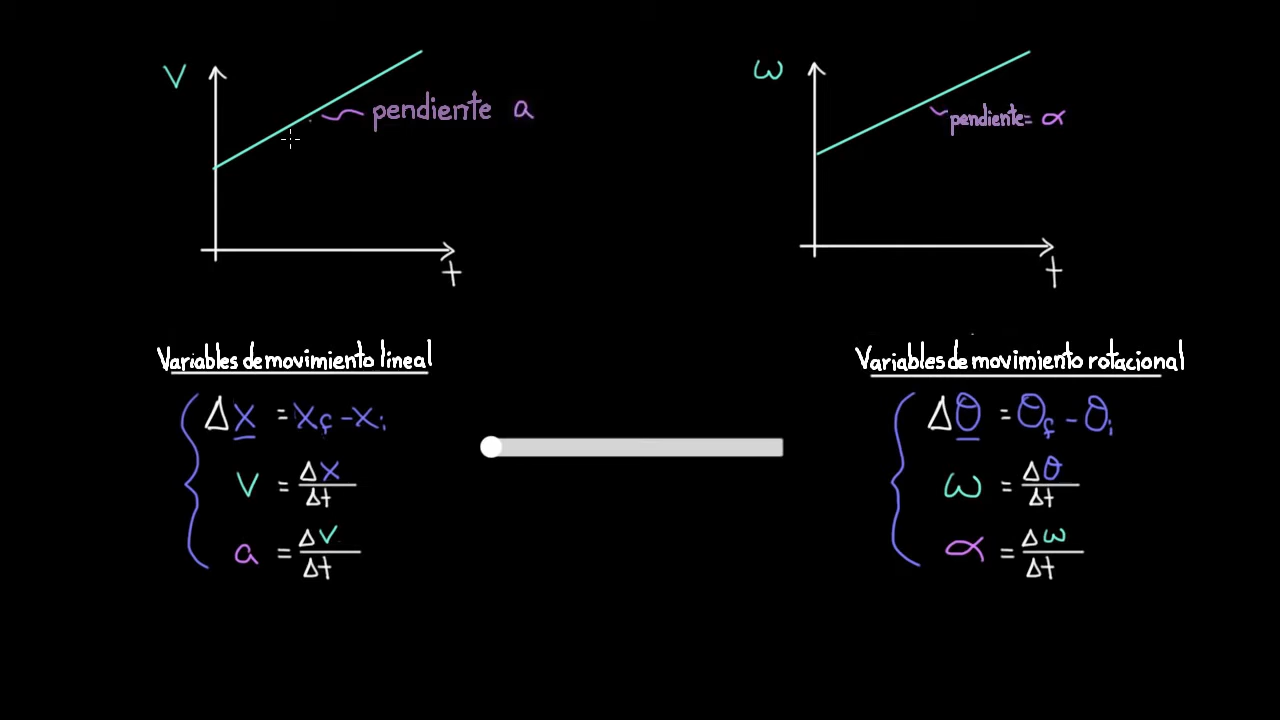 V
pendiente a
t
ω
pendiente= α
t
Variables de movimiento lineal
Δx = xf - xi
v = Δx/Δt
a = Δv/Δt
Variables de movimiento rotacional
Δθ = θf - θi
ω = Δθ/Δt
α = Δω/Δt